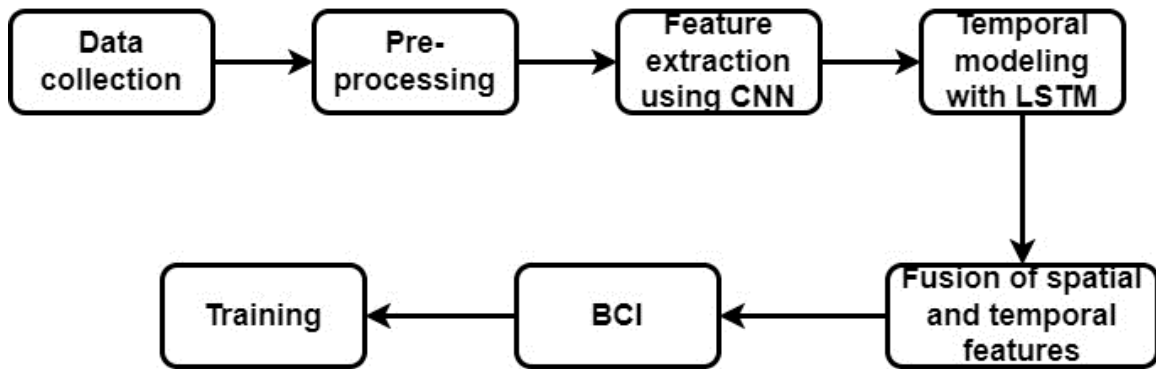 Data
collection
Pre-
processing
Feature
extraction
using CNN
Temporal
modeling
with LSTM
Fusion of spatial
and temporal
features
BCI
Training